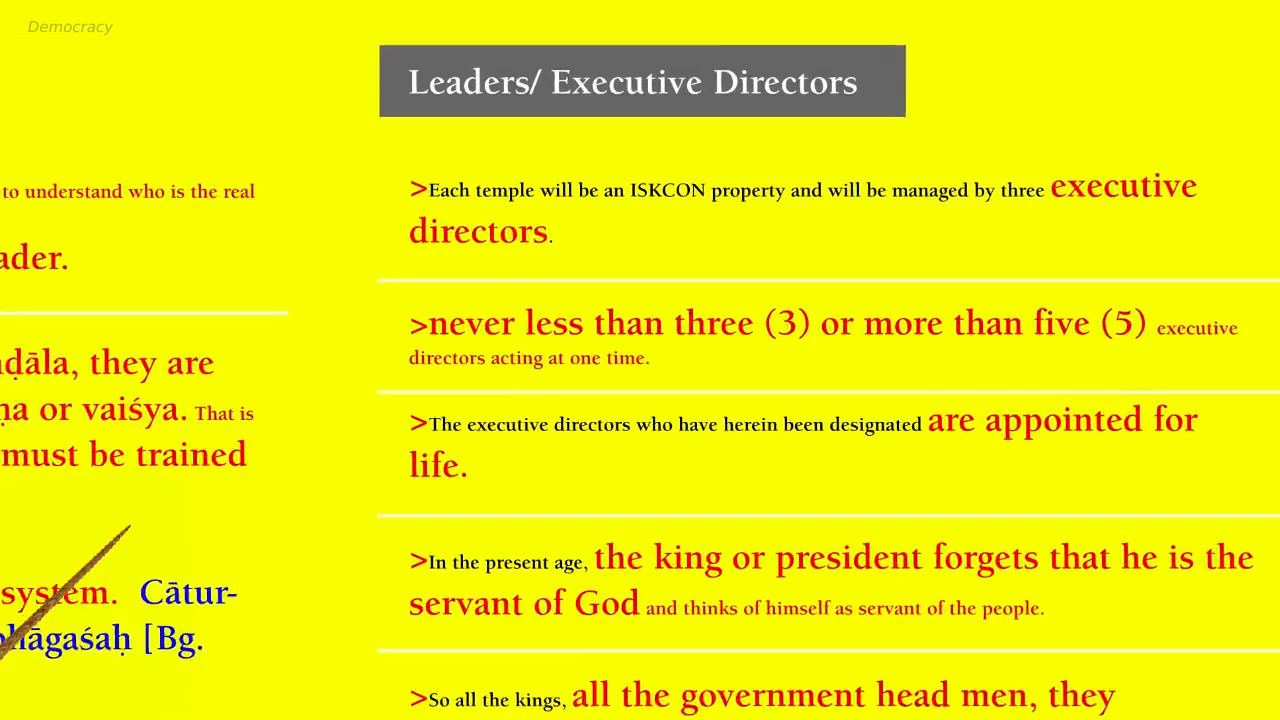 Democracy
Leaders/ Executive Directors
to understand who is the real
ader.
ḍāla, they are
ṇa or vaiśya. That is
must be trained
system. Cātur-
bhāgaśaḥ [Bg.
>Each temple will be an ISKCON property and will be managed by three executive
directors.
>never less than three (3) or more than five (5) executive
directors acting at one time.
>The executive directors who have herein been designated are appointed for
life.
>In the present age, the king or president forgets that he is the
servant of God and thinks of himself as servant of the people.
>So all the kings, all the government head men, they